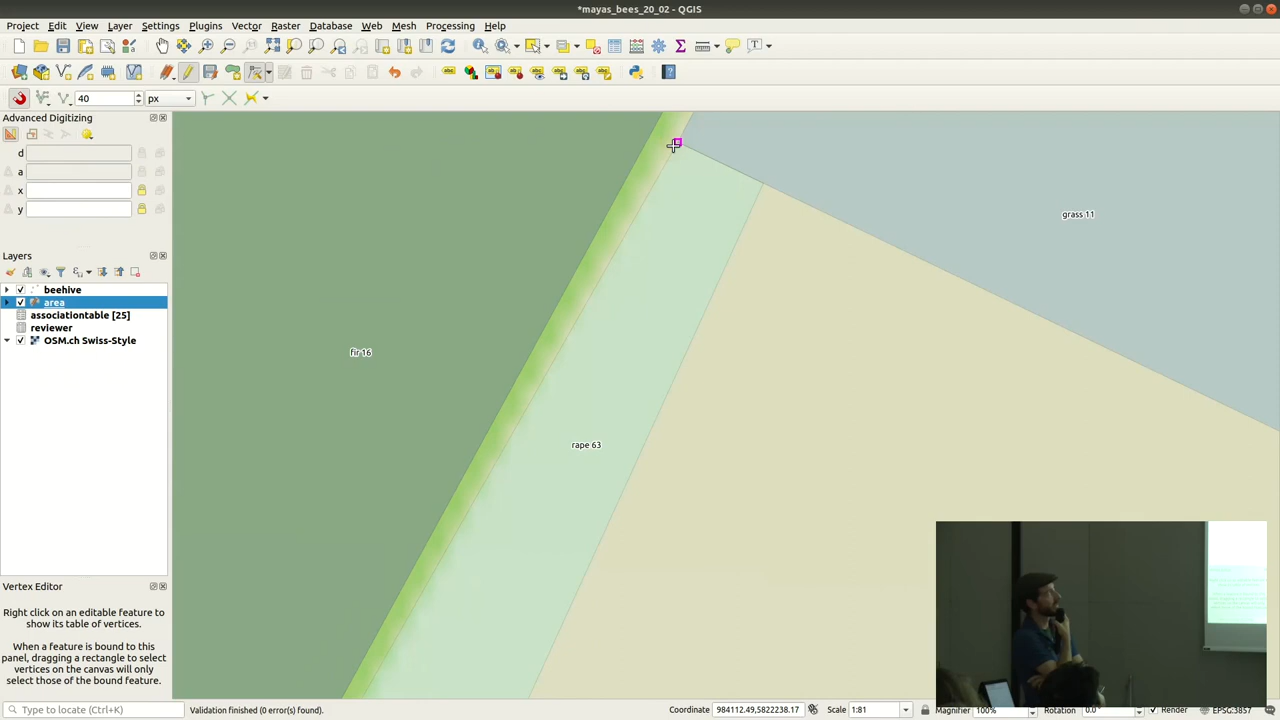 *mayas_bees_20_02 - QGIS
Project Edit View Layer Settings Plugins Vector Raster Database Web Mesh Processing Help
40 px
Advanced Digitizing
d
a
x
y
Layers
beehive
area
associationtable [25]
reviewer
OSM.ch Swiss-Style
grass 11
fir 16
rape 63
Vertex Editor
Right click on an editable feature to
show its table of vertices.
When a feature is bound to this
panel, dragging a rectangle to select
vertices on the canvas will only
select those of the bound feature.
Type to locate (Ctrl+K)
Validation finished (0 error(s) found).
Coordinate 984112.49,5822238.17
Scale 1:81
Magnifier 100%
Rotation 0.0°
Render
EPSG:3857